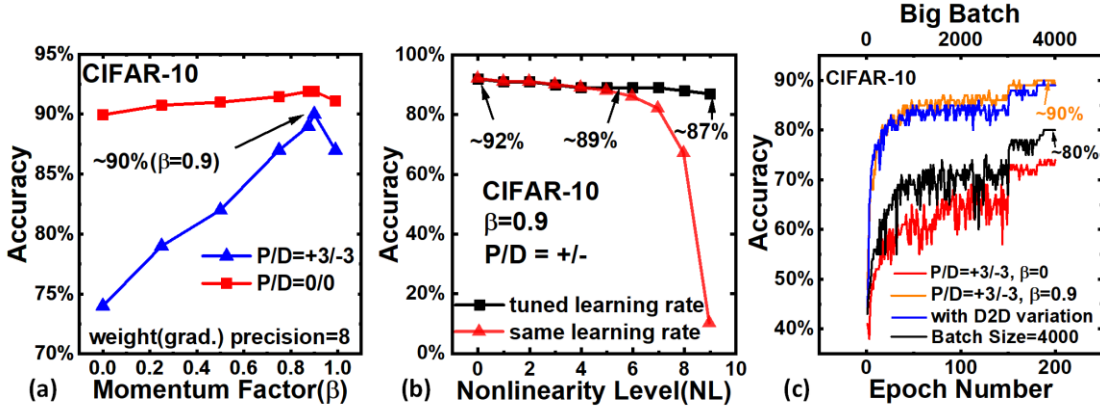 95%
90%
85%
80%
75%
70%
Accuracy
CIFAR-10
~90%(β=0.9)
P/D=+3/-3
P/D=0/0
weight(grad.) precision=8
0.0 0.2 0.4 0.6 0.8 1.0
(a) Momentum Factor(β)
100%
80%
60%
40%
20%
0%
Accuracy
~92%
~89%
~87%
CIFAR-10
β=0.9
P/D = +/-
tuned learning rate
same learning rate
0 2 4 6 8 10
(b) Nonlinearity Level(NL)
Big Batch
0 2000 4000
90%
80%
70%
60%
50%
40%
Accuracy
CIFAR-10
~90%
~80%
P/D=+3/-3, β=0
P/D=+3/-3, β=0.9
with D2D variation
Batch Size=4000
0 100 200
(c) Epoch Number